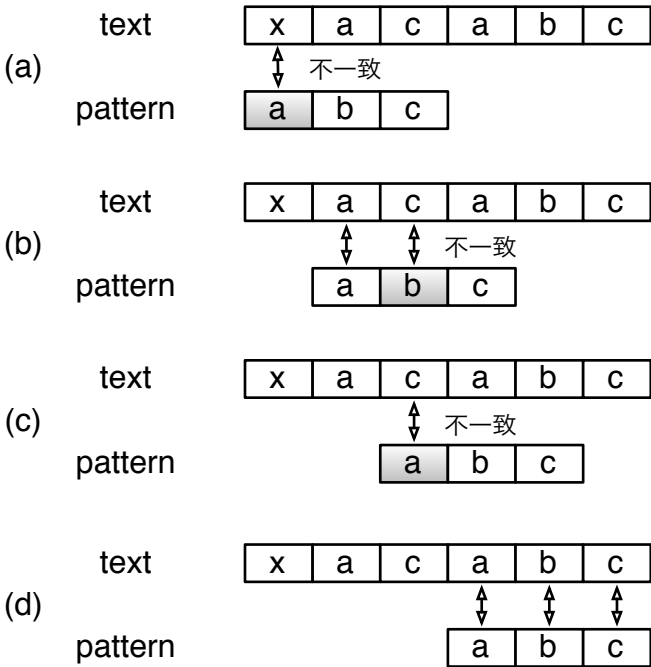 text x a c a b c
(a) 不一致
pattern a b c
text x a c a b c
(b) 不一致
pattern a b c
text x a c a b c
(c) 不一致
pattern a b c
text x a c a b c
(d)
pattern a b c